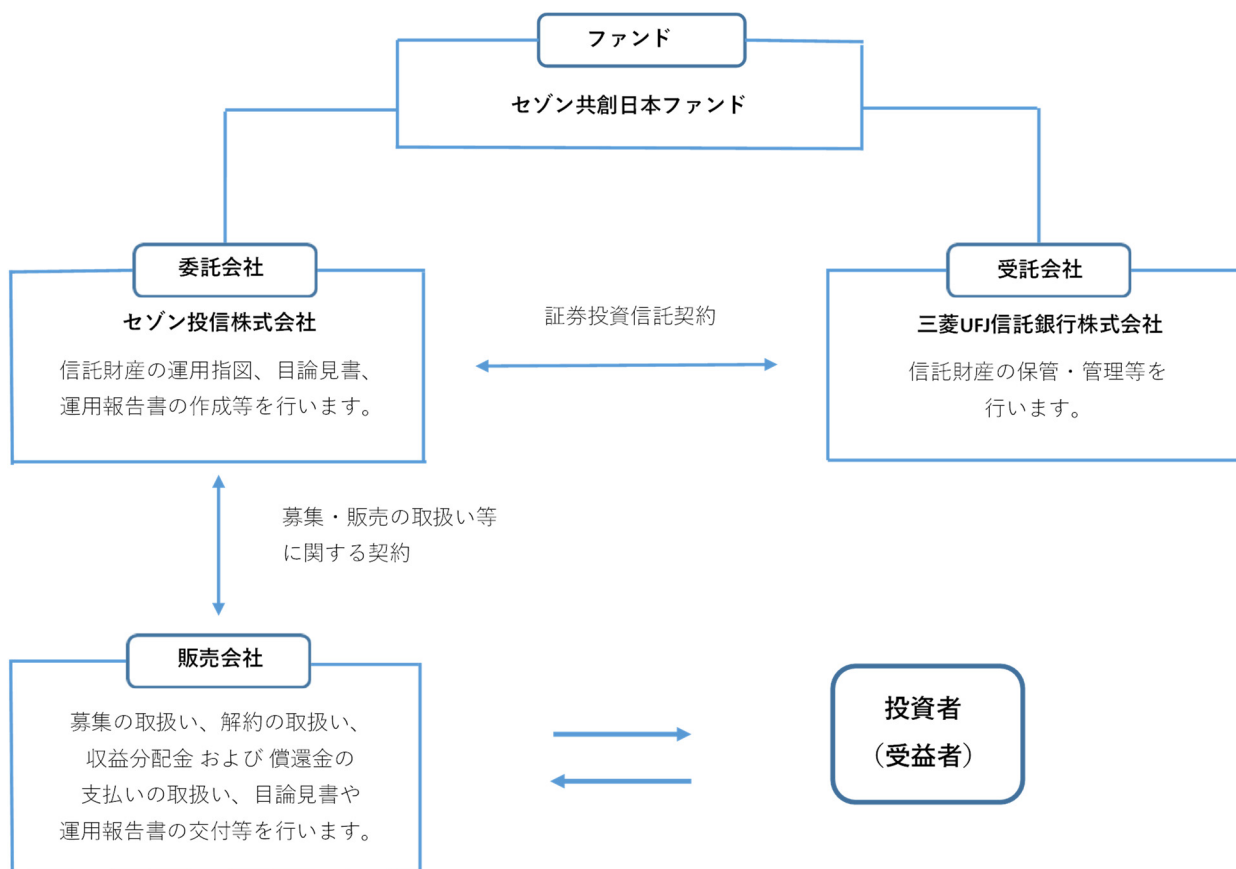 ファンド
セゾン共創日本ファンド
委託会社
セゾン投信株式会社
信託財産の運用指図、目論見書、
運用報告書の作成等を行います。
証券投資信託契約
受託会社
三菱UFJ信託銀行株式会社
信託財産の保管・管理等を
行います。
募集・販売の取扱い等
に関する契約
販売会社
募集の取扱い、解約の取扱い、
収益分配金 および 償還金の
支払いの取扱い、目論見書や
運用報告書の交付等を行います。
投資者
（受益者）